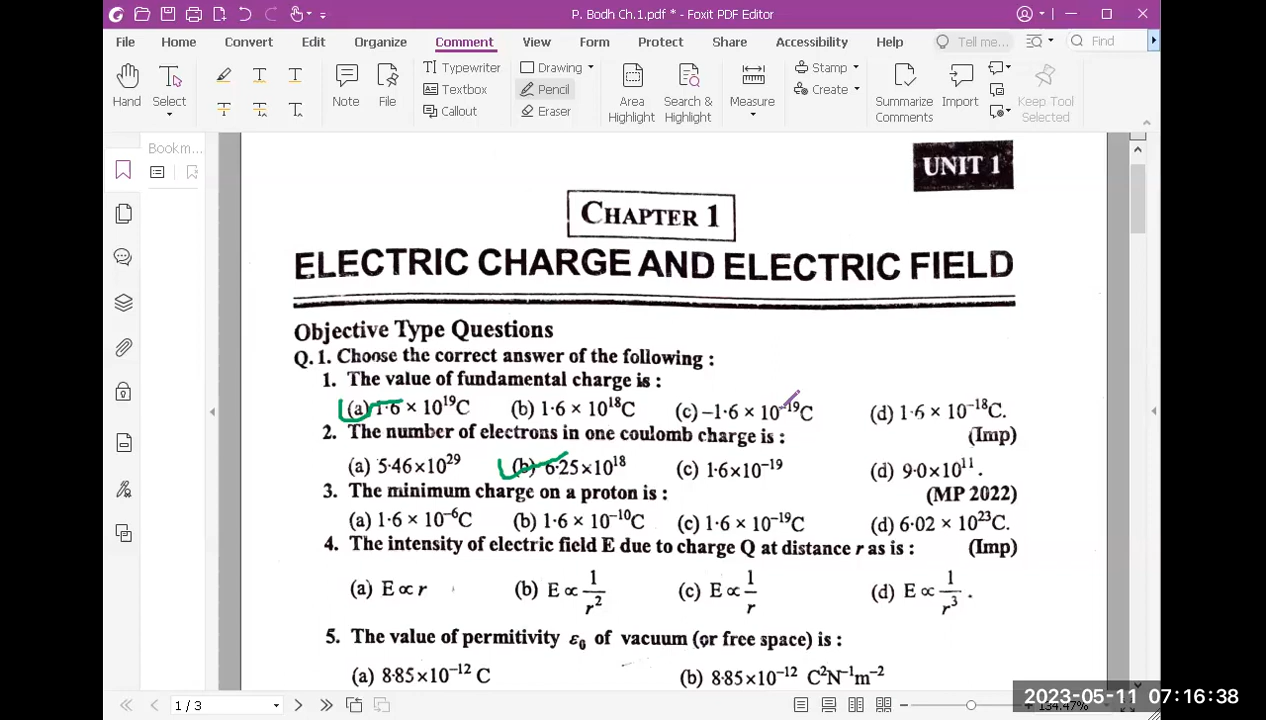 P. Bodh Ch.1.pdf * - Foxit PDF Editor
File Home Convert Edit Organize Comment View Form Protect Share Accessibility Help Tell me... Find
Hand
Select
Note
File
Typewriter
Textbox
Callout
Drawing
Pencil
Eraser
Area Highlight
Search & Highlight
Measure
Stamp
Create
Summarize Comments
Import
Keep Tool Selected
Bookm...
UNIT 1
CHAPTER 1
ELECTRIC CHARGE AND ELECTRIC FIELD
Objective Type Questions
Q. 1. Choose the correct answer of the following :
1. The value of fundamental charge is :
(a) 1·6 × 10¹⁹C (b) 1·6 × 10¹⁸C (c) –1·6 × 10⁻¹⁹C (d) 1·6 × 10⁻¹⁸C.
2. The number of electrons in one coulomb charge is : (Imp)
(a) 5·46×10²⁹ (b) 6·25×10¹⁸ (c) 1·6×10⁻¹⁹ (d) 9·0×10¹¹.
3. The minimum charge on a proton is : (MP 2022)
(a) 1·6 × 10⁻⁶C (b) 1·6 × 10⁻¹⁰C (c) 1·6 × 10⁻¹⁹C (d) 6·02 × 10²³C.
4. The intensity of electric field E due to charge Q at distance r as is : (Imp)
(a) E ∝ r (b) E ∝ 1/r² (c) E ∝ 1/r (d) E ∝ 1/r³ .
5. The value of permitivity ε₀ of vacuum (or free space) is :
(a) 8·85×10⁻¹² C (b) 8·85×10⁻¹² C²N⁻¹m⁻²
1 / 3
2023-05-11 07:16:38
134.47%